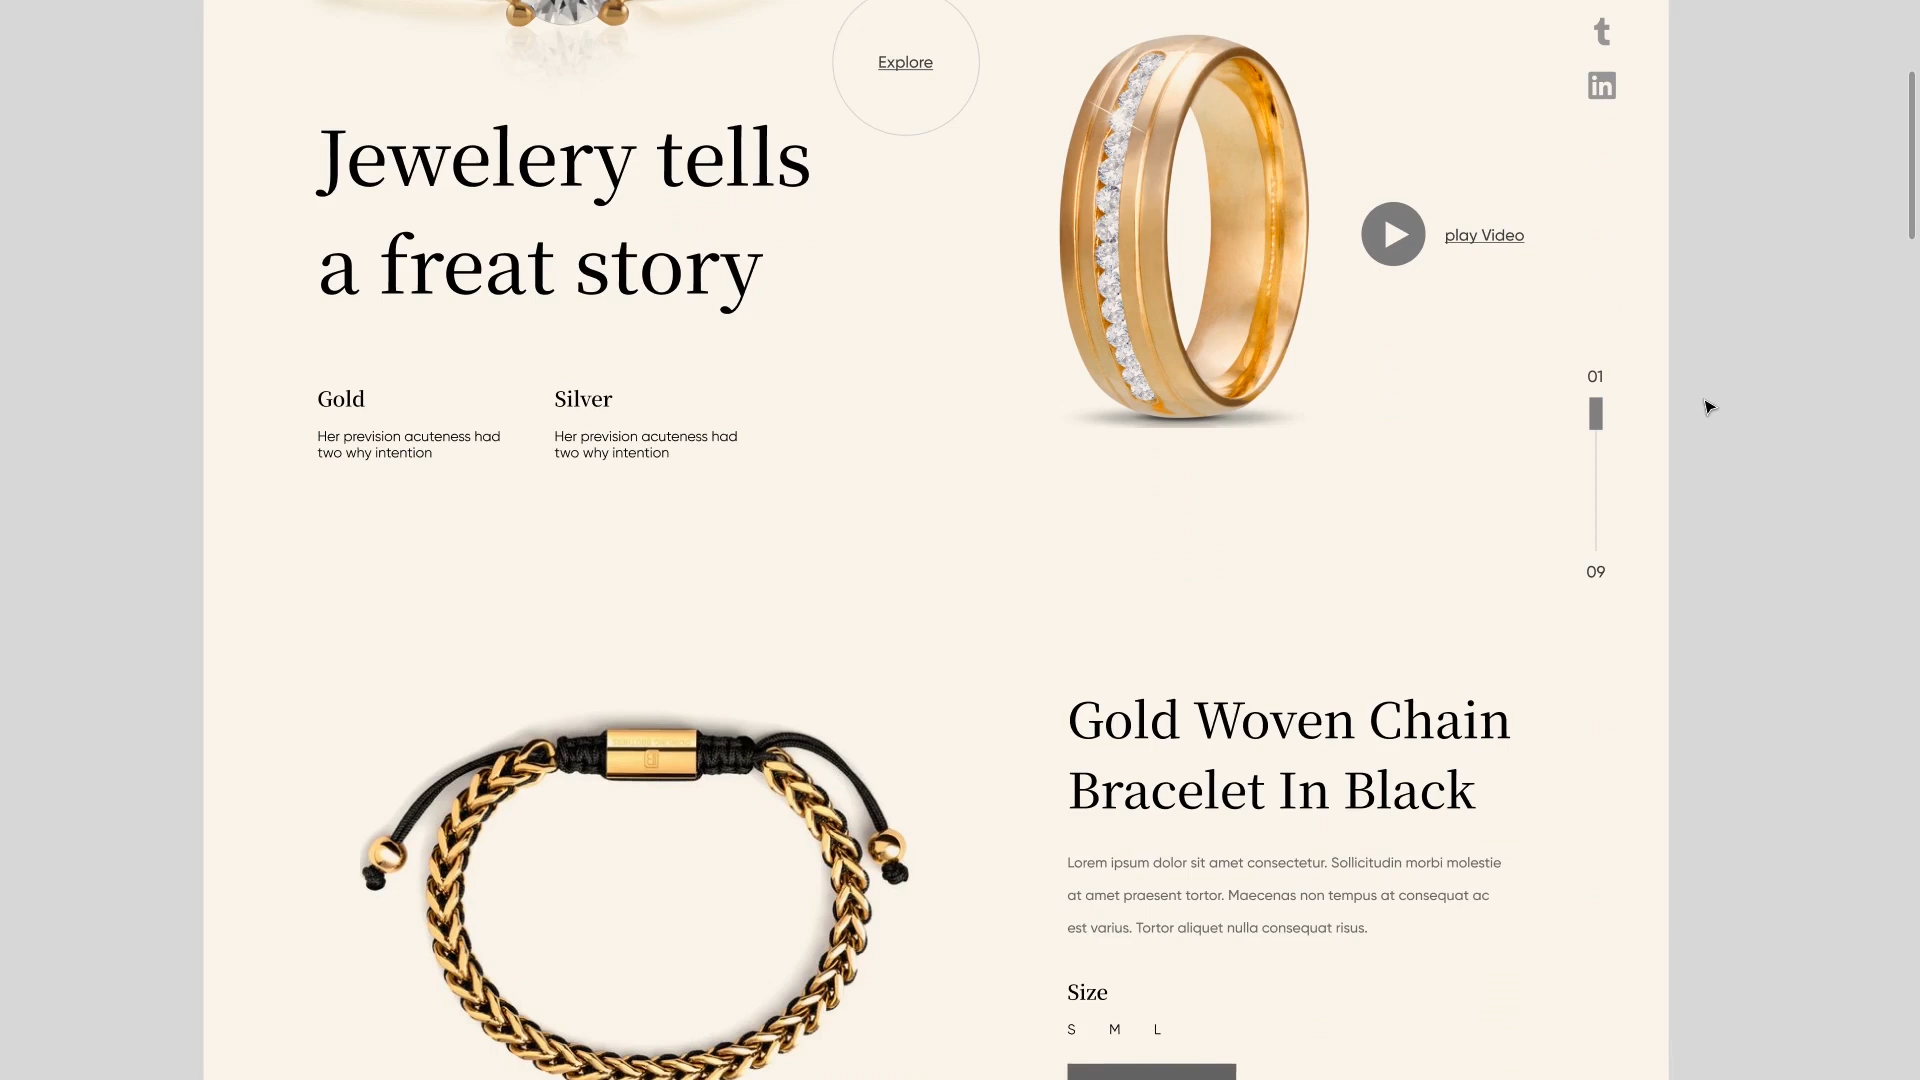 Explore
Jewelery tells
a freat story
play Video
01
Gold
Her prevision acuteness had
two why intention
Silver
Her prevision acuteness had
two why intention
09
Gold Woven Chain
Bracelet In Black
Lorem ipsum dolor sit amet consectetur. Sollicitudin morbi molestie
at amet praesent tortor. Maecenas non tempus at consequat ac
est varius. Tortor aliquet nulla consequat risus.
Size
S M L